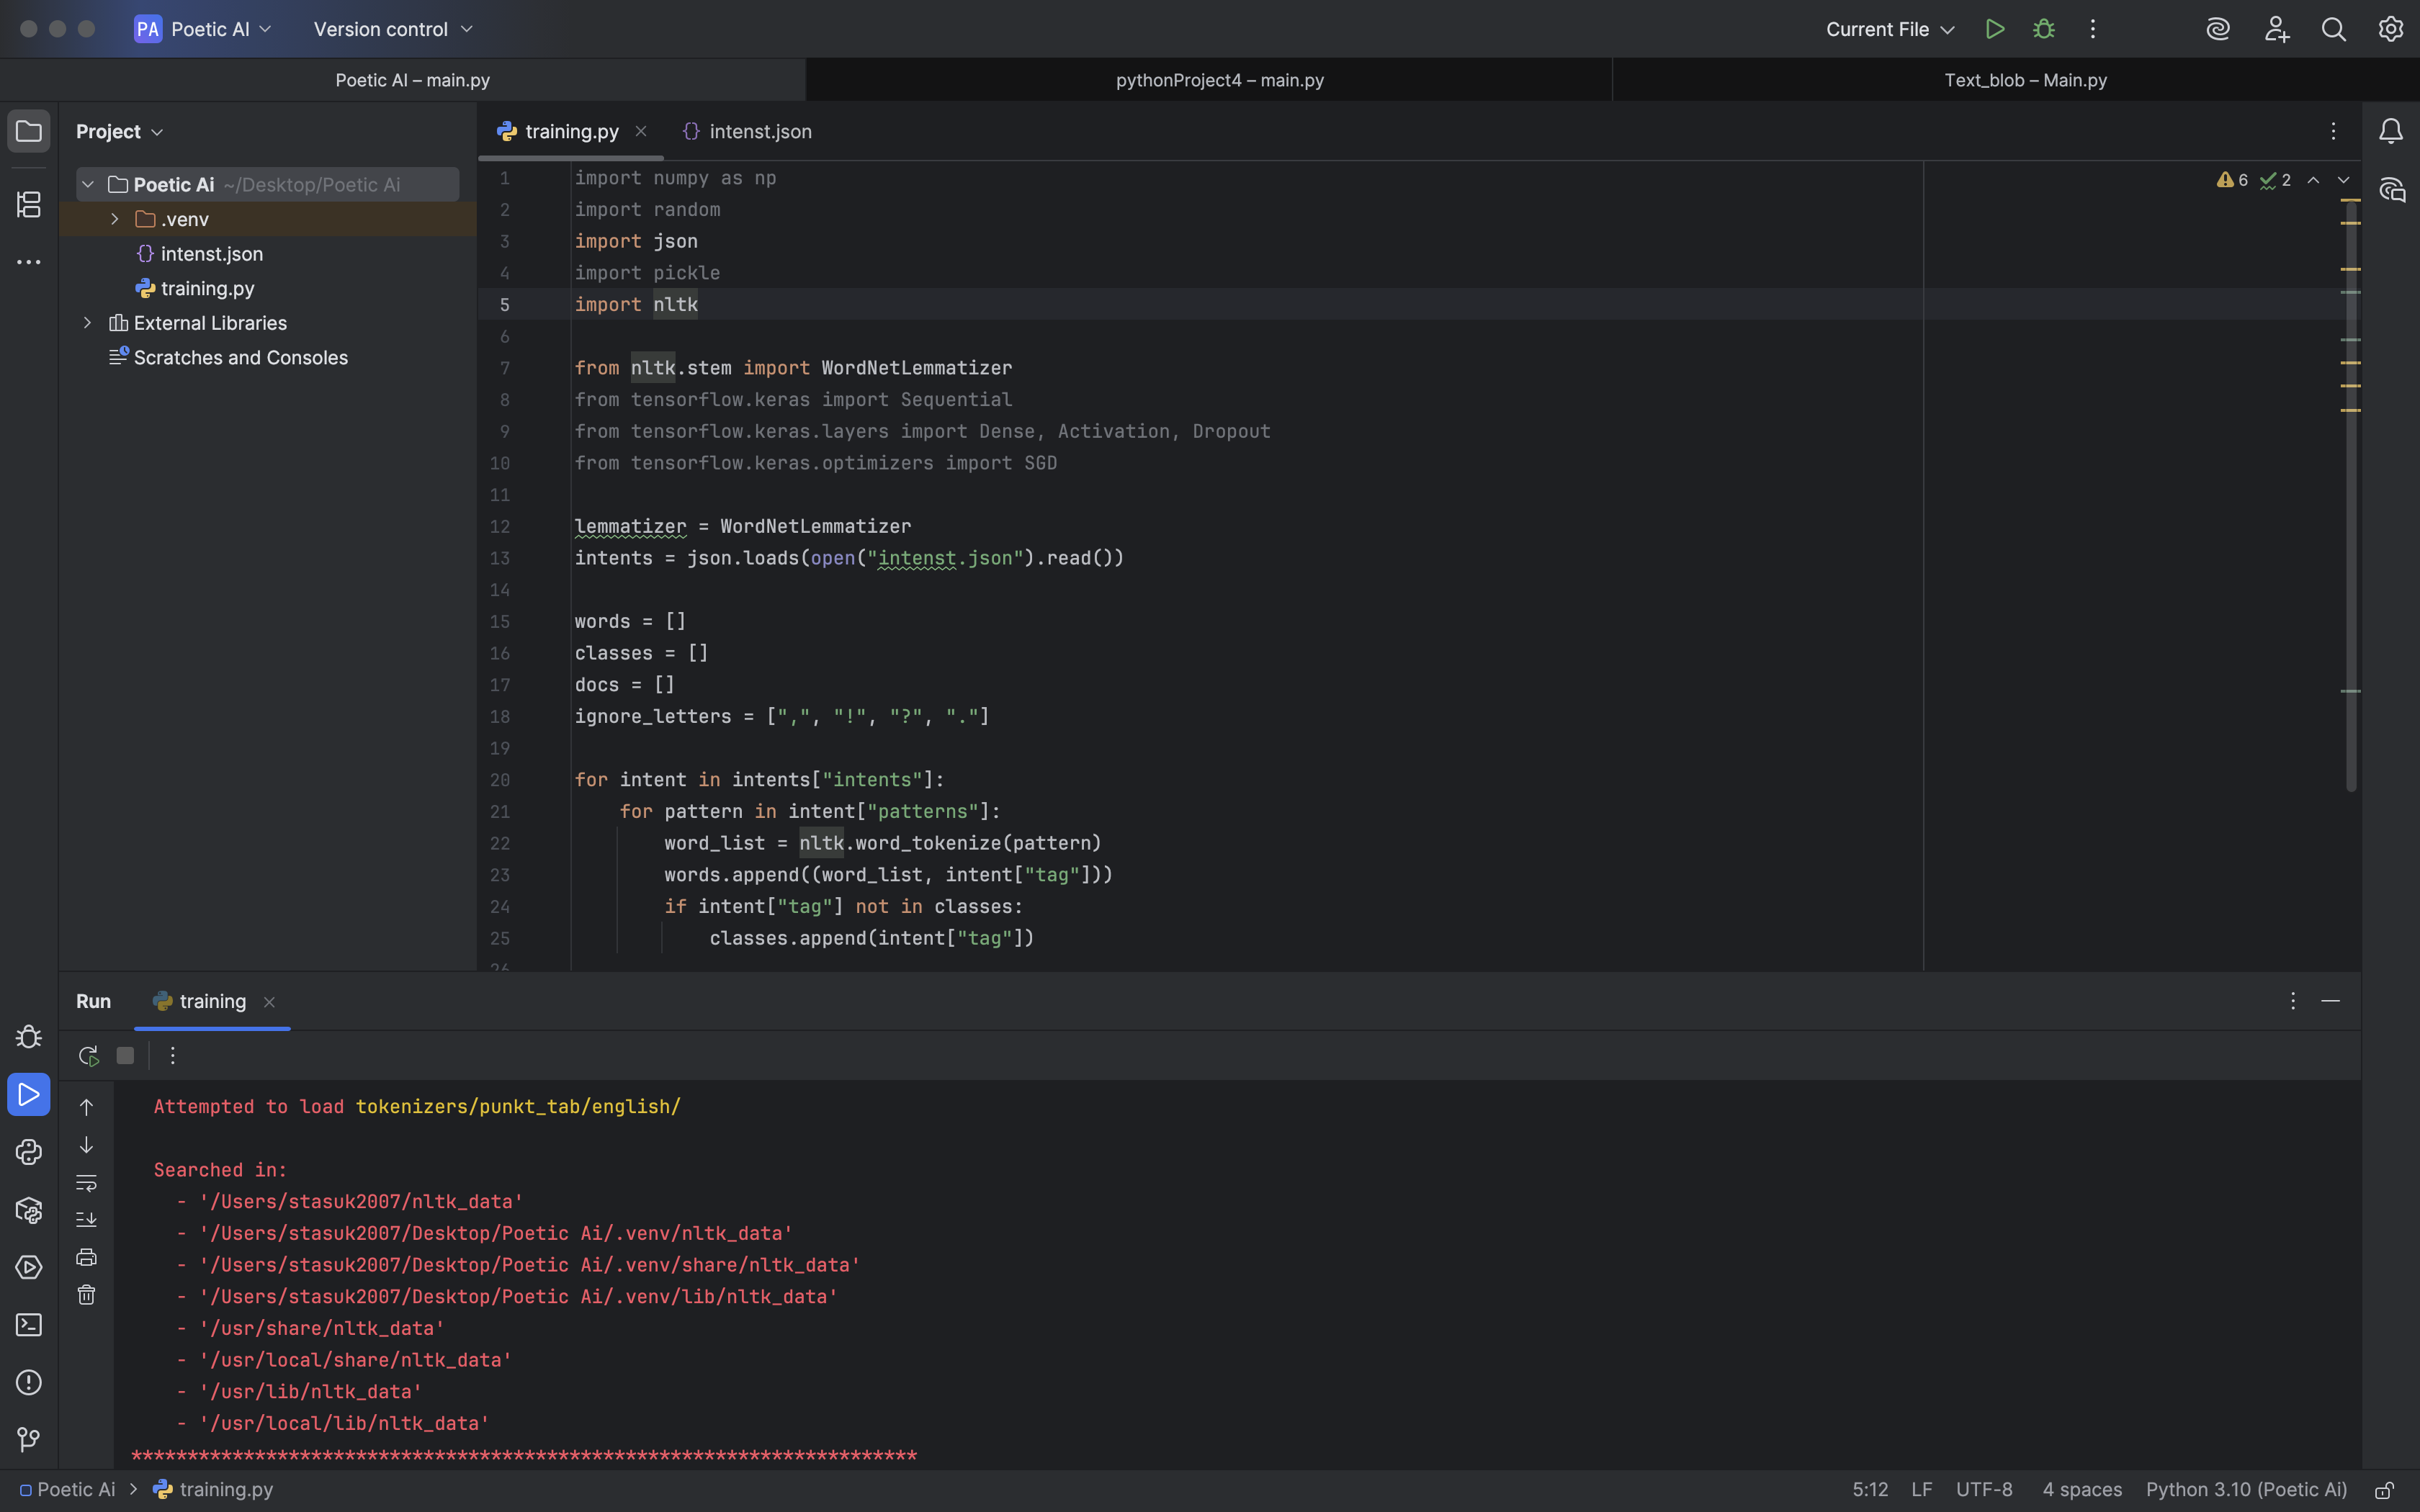 PA Poetic AI Version control Current File
Poetic AI – main.py pythonProject4 – main.py Text_blob – Main.py
Project
Poetic Ai ~/Desktop/Poetic Ai
.venv
intenst.json
training.py
External Libraries
Scratches and Consoles
training.py intenst.json
6 2
1 import numpy as np
2 import random
3 import json
4 import pickle
5 import nltk
6
7 from nltk.stem import WordNetLemmatizer
8 from tensorflow.keras import Sequential
9 from tensorflow.keras.layers import Dense, Activation, Dropout
10 from tensorflow.keras.optimizers import SGD
11
12 lemmatizer = WordNetLemmatizer
13 intents = json.loads(open("intenst.json").read())
14
15 words = []
16 classes = []
17 docs = []
18 ignore_letters = [",", "!", "?", "."]
19
20 for intent in intents["intents"]:
21 for pattern in intent["patterns"]:
22 word_list = nltk.word_tokenize(pattern)
23 words.append((word_list, intent["tag"]))
24 if intent["tag"] not in classes:
25 classes.append(intent["tag"])
26
Run training
Attempted to load tokenizers/punkt_tab/english/
Searched in:
- '/Users/stasuk2007/nltk_data'
- '/Users/stasuk2007/Desktop/Poetic Ai/.venv/nltk_data'
- '/Users/stasuk2007/Desktop/Poetic Ai/.venv/share/nltk_data'
- '/Users/stasuk2007/Desktop/Poetic Ai/.venv/lib/nltk_data'
- '/usr/share/nltk_data'
- '/usr/local/share/nltk_data'
- '/usr/lib/nltk_data'
- '/usr/local/lib/nltk_data'
**********************************************************************
Poetic Ai > training.py 5:12 LF UTF-8 4 spaces Python 3.10 (Poetic Ai)